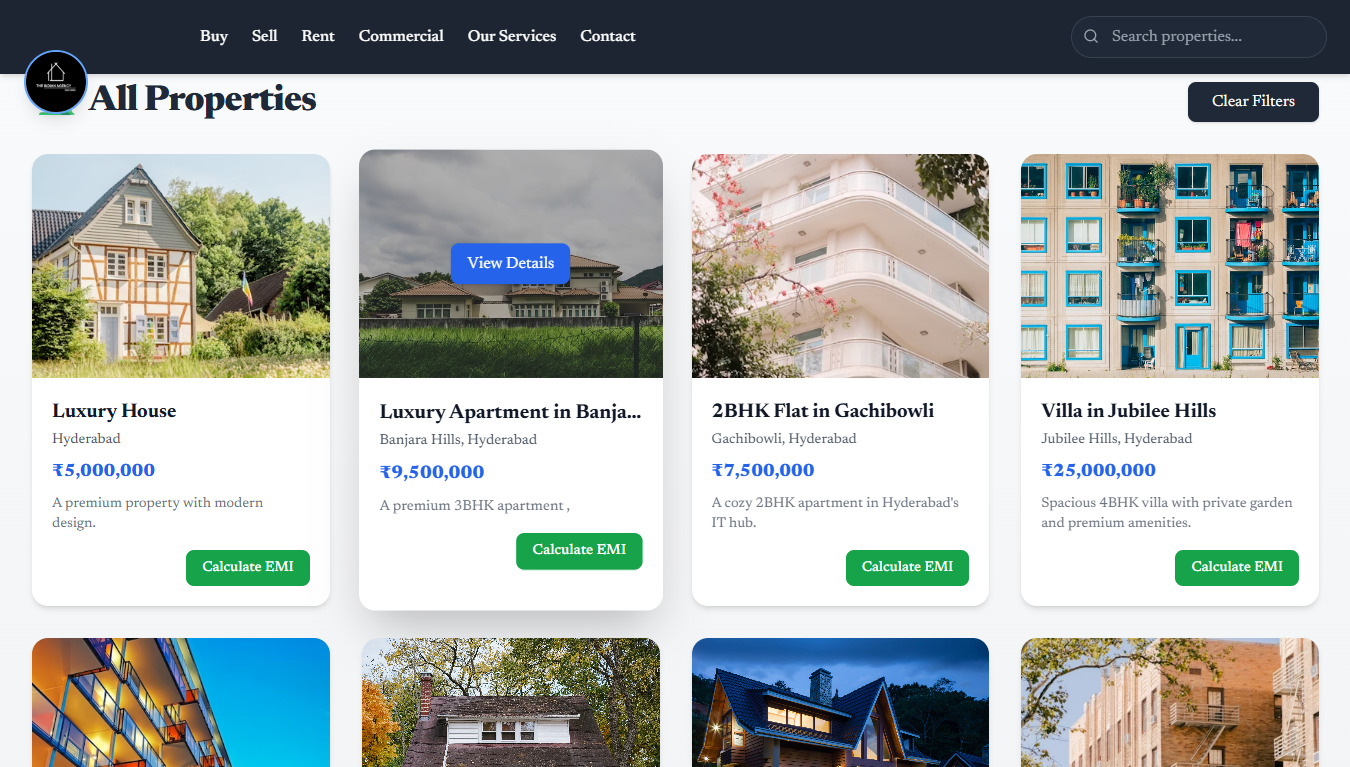 Buy Sell Rent Commercial Our Services Contact
Search properties...
All Properties
Clear Filters
View Details
Luxury House
Hyderabad
₹5,000,000
A premium property with modern
design.
Calculate EMI
Luxury Apartment in Banja...
Banjara Hills, Hyderabad
₹9,500,000
A premium 3BHK apartment ,
Calculate EMI
2BHK Flat in Gachibowli
Gachibowli, Hyderabad
₹7,500,000
A cozy 2BHK apartment in Hyderabad's
IT hub.
Calculate EMI
Villa in Jubilee Hills
Jubilee Hills, Hyderabad
₹25,000,000
Spacious 4BHK villa with private garden
and premium amenities.
Calculate EMI